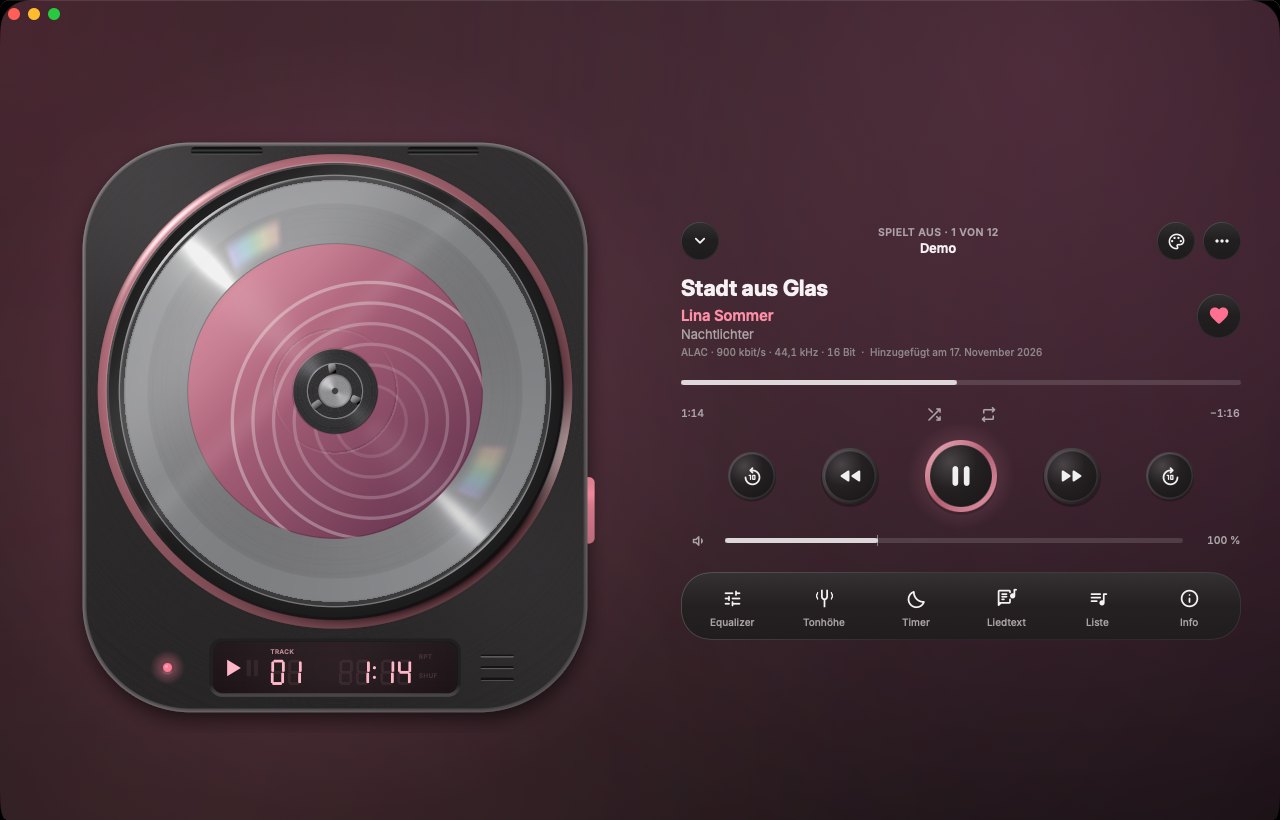 SPIELT AUS · 1 VON 12
Demo
Stadt aus Glas
Lina Sommer
Nachtlichter
ALAC · 900 kbit/s · 44,1 kHz · 16 Bit · Hinzugefügt am 17. November 2026
1:14
−1:16
10
10
100 %
Equalizer
Tonhöhe
Timer
Liedtext
Liste
Info
TRACK
01
1:14
RPT
SHUF